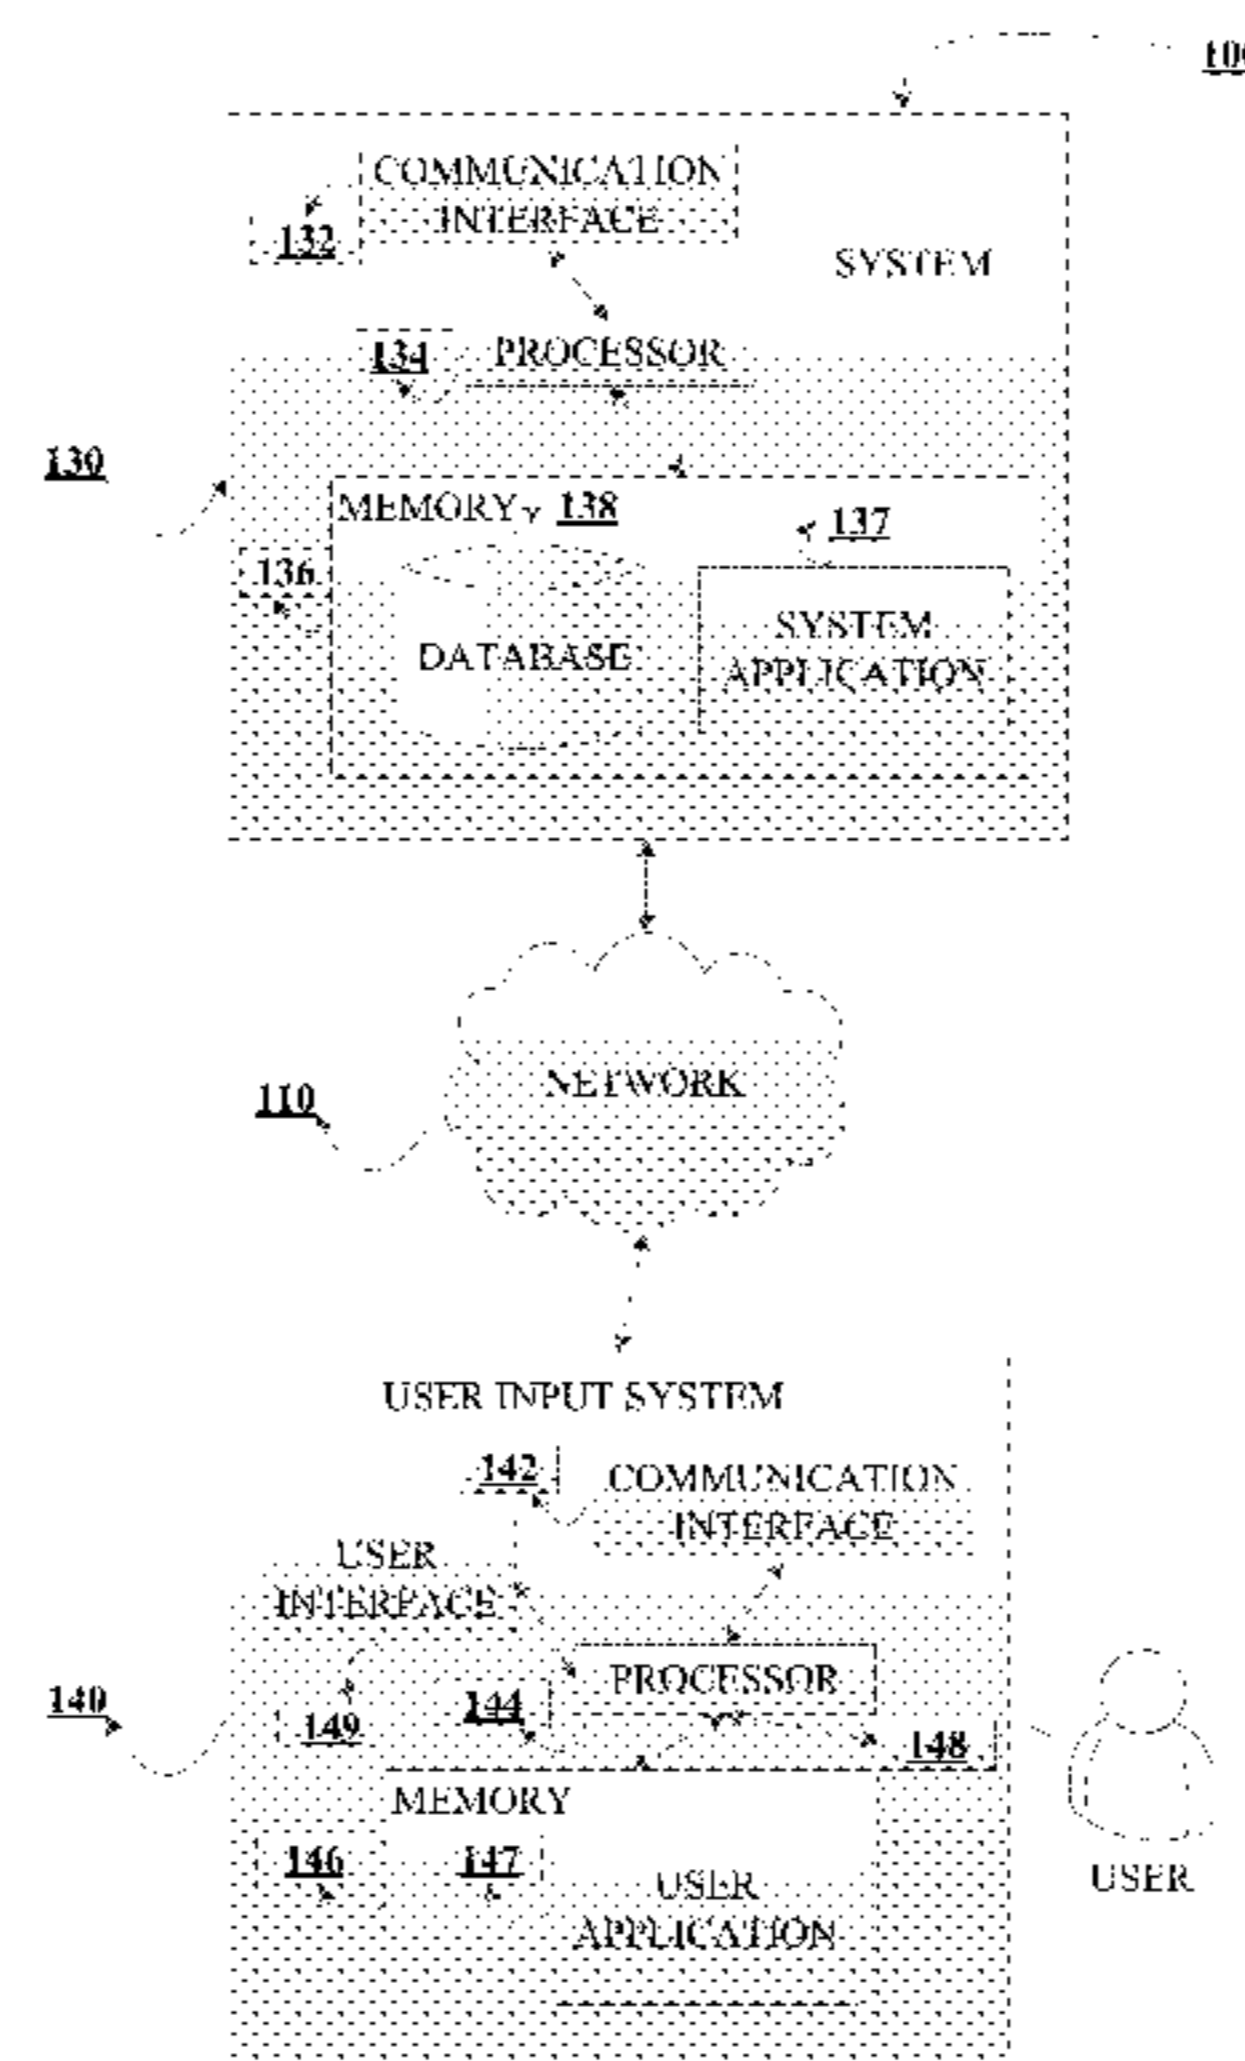 COMMUNICATION
INTERFACE
132
SYSTEM
134
PROCESSOR
130
MEMORY
138
137
136
SYSTEM
APPLICATION
DATABASE
NETWORK
110
USER INPUT SYSTEM
142
COMMUNICATION
INTERFACE
USER
INTERFACE
PROCESSOR
140
144
149
148
MEMORY
146
147
USER
APPLICATION
USER